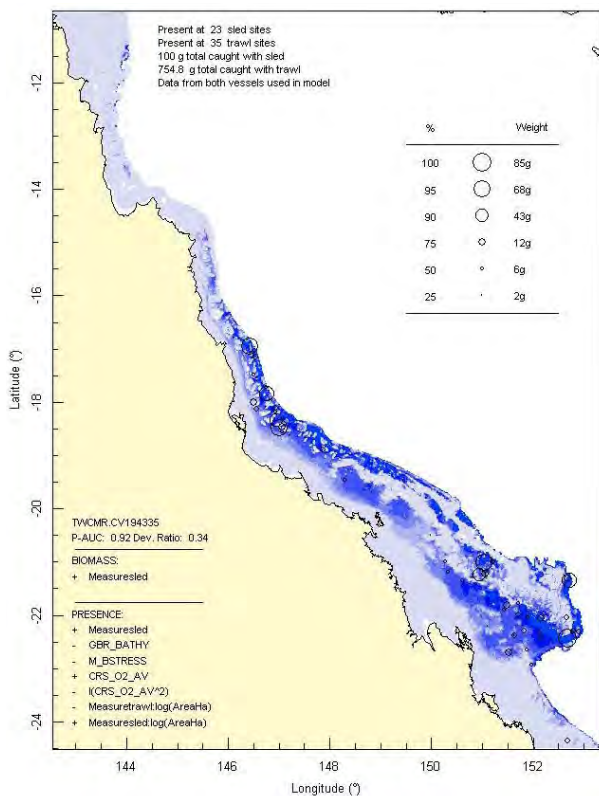 Present at 23 sled sites
Present at 35 trawl sites
100 g total caught with sled
754.8 g total caught with trawl
Data from both vessels used in model
% Weight
100 85g
95 68g
90 43g
75 12g
50 6g
25 2g
-12
-14
-16
-18
-20
-22
-24
Latitude (°)
TWCMR.CV194335
P-AUC: 0.92 Dev. Ratio: 0.34
BIOMASS:
+ Measuresled
PRESENCE:
+ Measuresled
- GBR_BATHY
- M_BSTRESS
+ CRS_O2_AV
- I(CRS_O2_AV^2)
- Measuretrawl:log(AreaHa)
+ Measuresled:log(AreaHa)
144 146 148 150 152
Longitude (°)